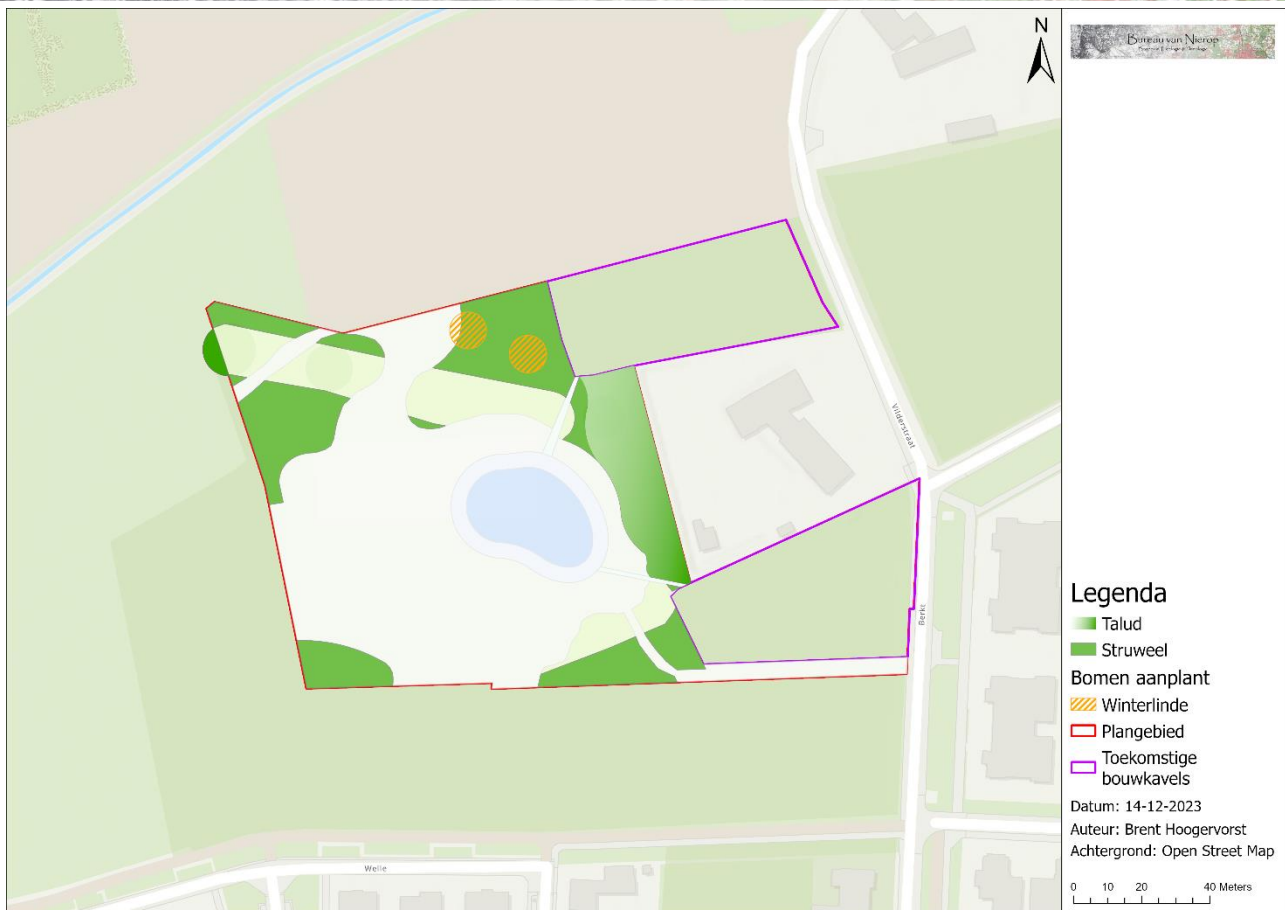 N
Bureau van Nierop
Vilderstraat
Berkt
Welle
Legenda
Talud
Struweel
Bomen aanplant
Winterlinde
Plangebied
Toekomstige
bouwkavels
Datum: 14-12-2023
Auteur: Brent Hoogervorst
Achtergrond: Open Street Map
0 10 20 40 Meters